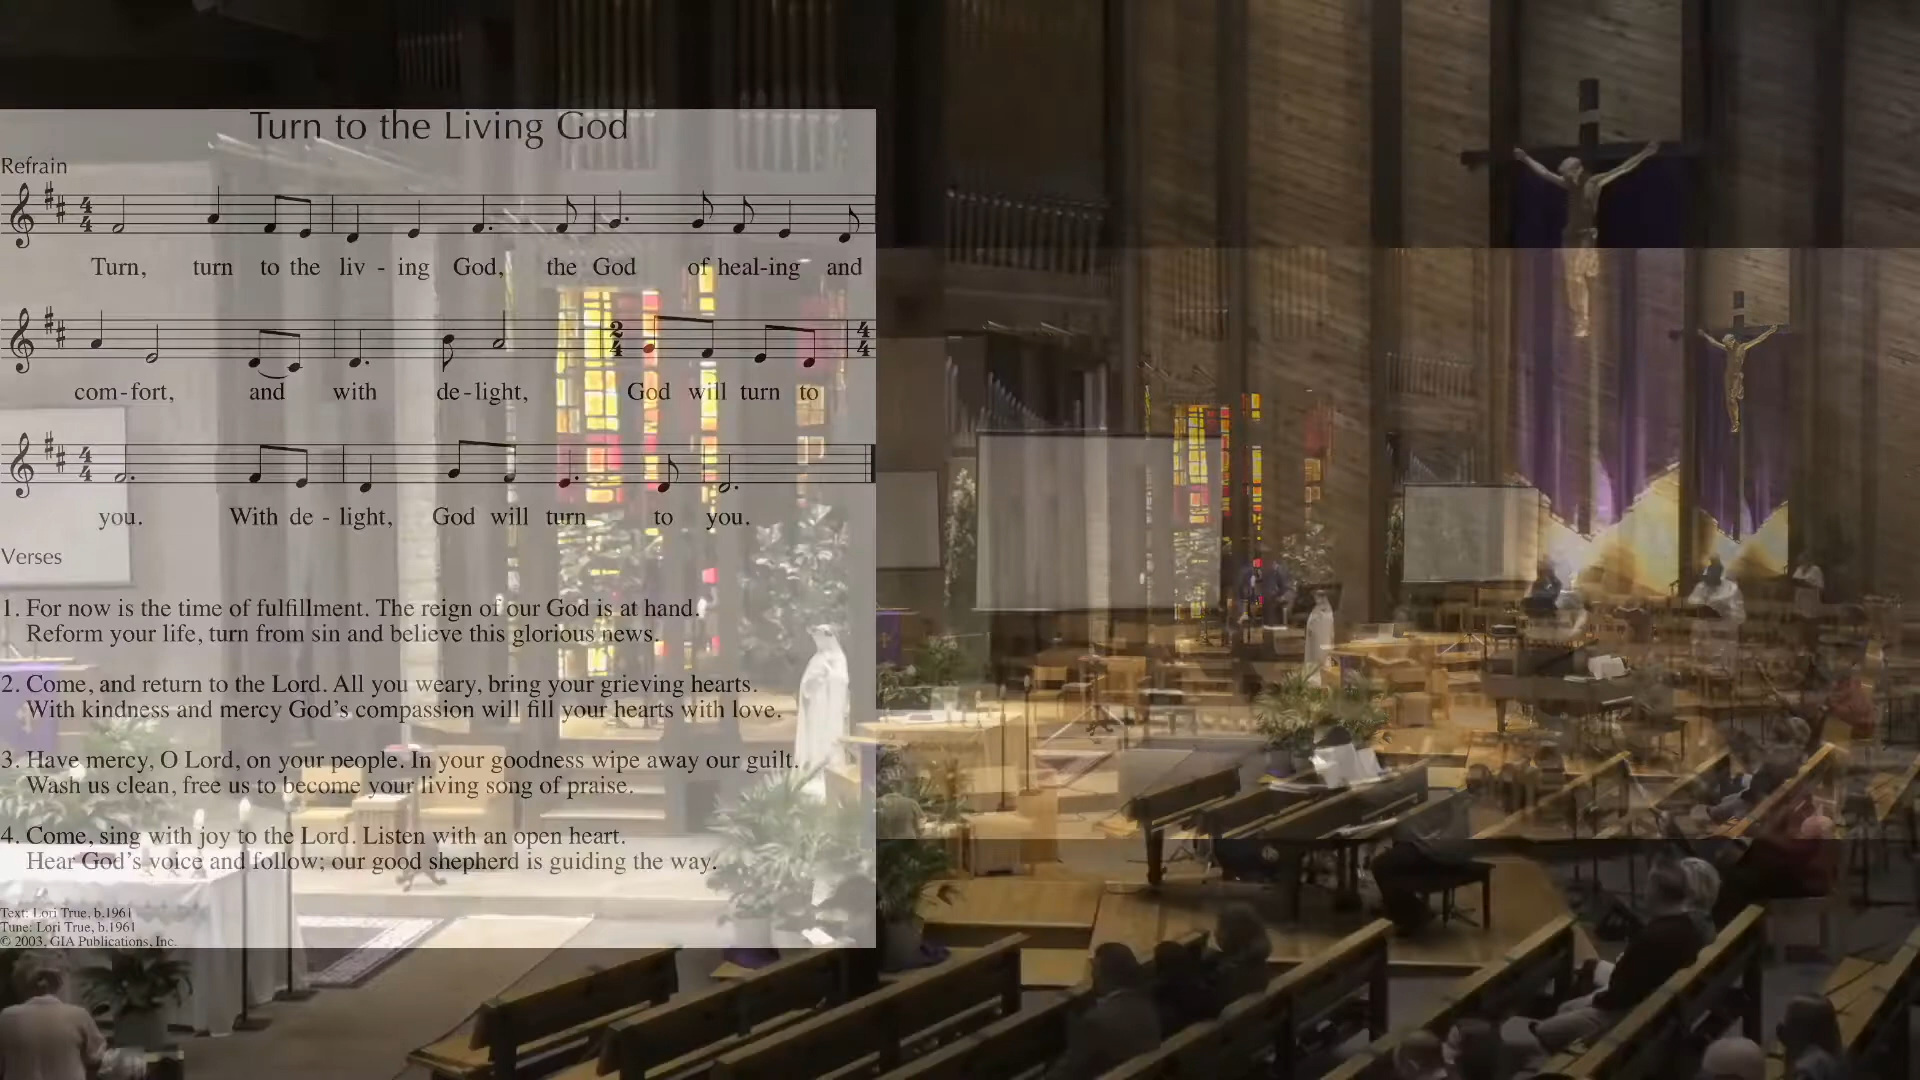 Turn to the Living God
Refrain
Turn, turn to the liv - ing God, the God of heal-ing and
com-fort, and with de-light, God will turn to
you. With de - light, God will turn to you.
Verses
1. For now is the time of fulfillment. The reign of our God is at hand.
Reform your life, turn from sin and believe this glorious news.
2. Come, and return to the Lord. All you weary, bring your grieving hearts.
With kindness and mercy God's compassion will fill your hearts with love.
3. Have mercy, O Lord, on your people. In your goodness wipe away our guilt.
Wash us clean, free us to become your living song of praise.
4. Come, sing with joy to the Lord. Listen with an open heart.
Hear God's voice and follow; our good shepherd is guiding the way.
Text: Lori True, b.1961
Tune: Lori True, b.1961
© 2003, GIA Publications, Inc.